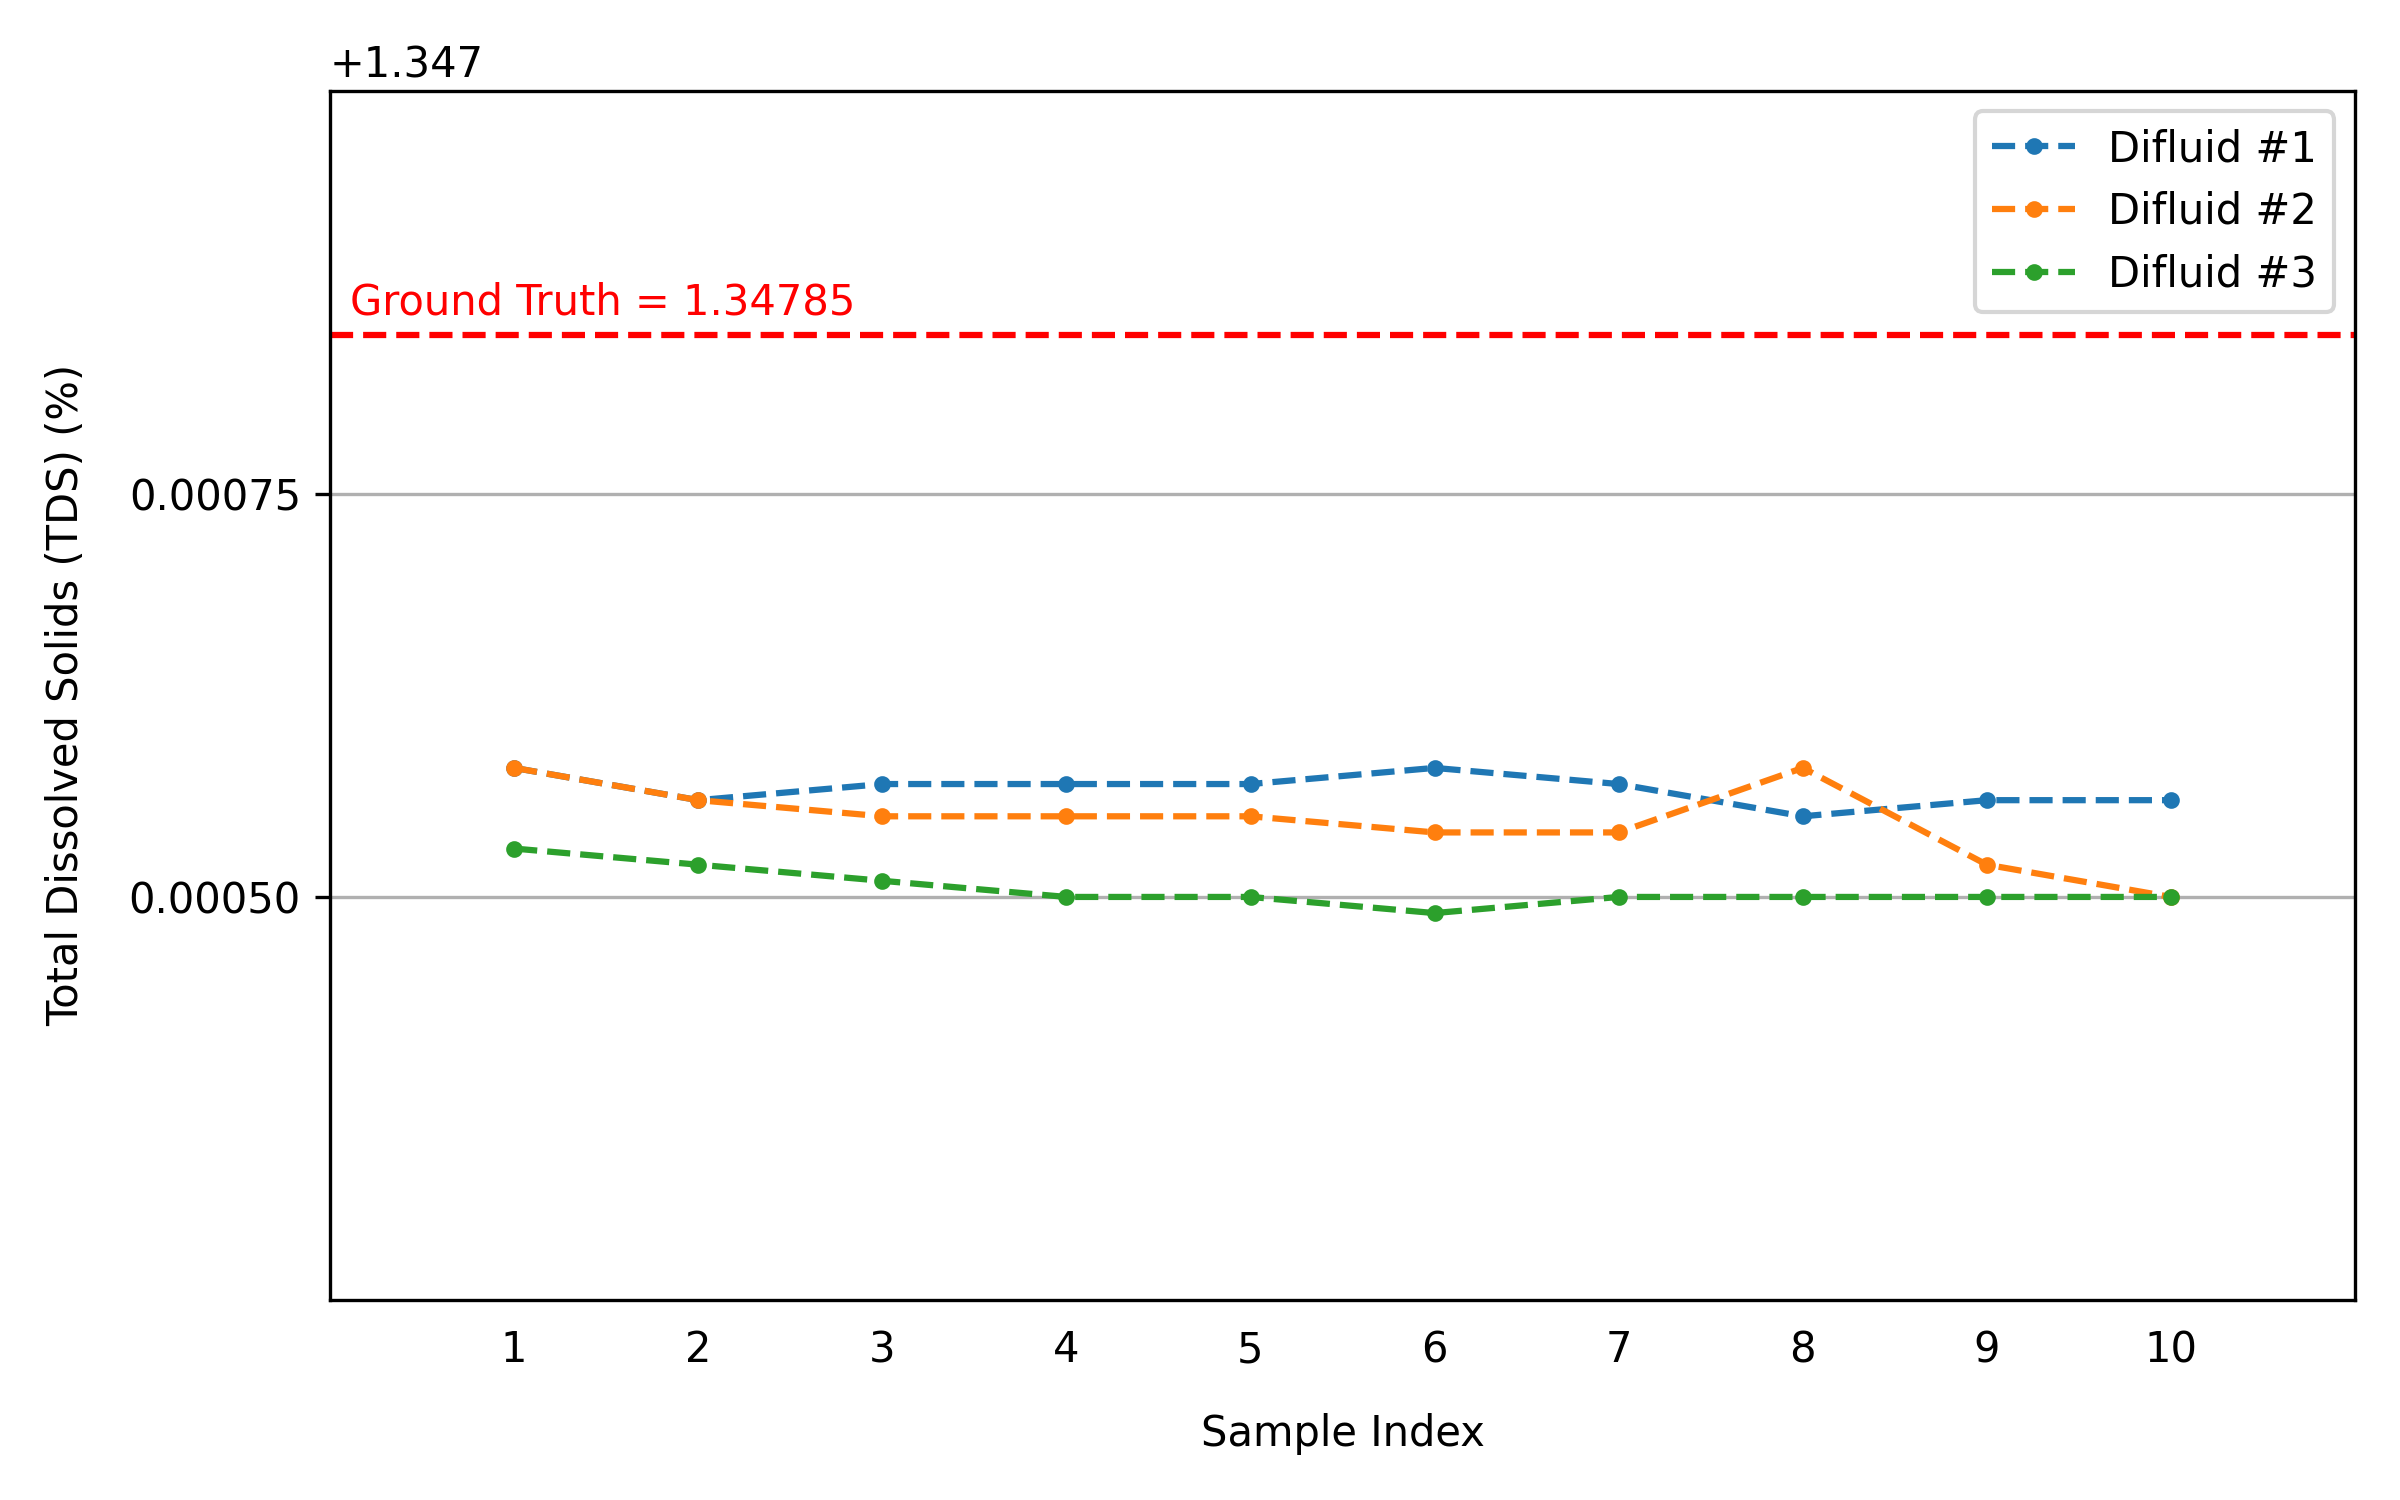 +1.347
Difluid #1
Difluid #2
Difluid #3
Ground Truth = 1.34785
Total Dissolved Solids (TDS) (%)
0.00075
0.00050
1 2 3 4 5 6 7 8 9 10
Sample Index